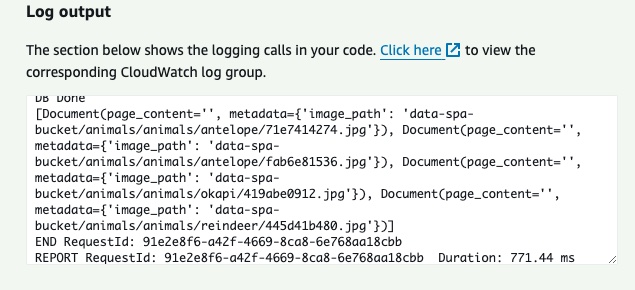 Log output
The section below shows the logging calls in your code. Click here to view the
corresponding CloudWatch log group.
DB Done
[Document(page_content='', metadata={'image_path': 'data-spa-
bucket/animals/animals/antelope/71e7414274.jpg'}), Document(page_content='',
metadata={'image_path': 'data-spa-
bucket/animals/animals/antelope/fab6e81536.jpg'}), Document(page_content='',
metadata={'image_path': 'data-spa-
bucket/animals/animals/okapi/419abe0912.jpg'}), Document(page_content='',
metadata={'image_path': 'data-spa-
bucket/animals/animals/reindeer/445d41b480.jpg'})]
END RequestId: 91e2e8f6-a42f-4669-8ca8-6e768aa18cbb
REPORT RequestId: 91e2e8f6-a42f-4669-8ca8-6e768aa18cbb  Duration: 771.44 ms